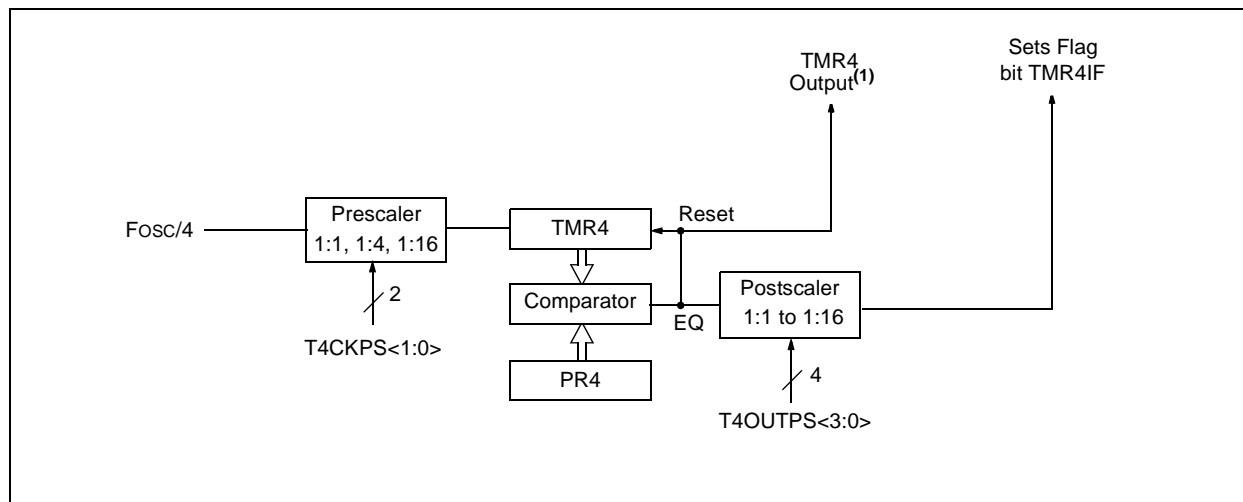 TMR4
Output(1)
Sets Flag
bit TMR4IF
FOSC/4
Prescaler
1:1, 1:4, 1:16
TMR4
Reset
2
T4CKPS<1:0>
Comparator
EQ
Postscaler
1:1 to 1:16
PR4
4
T4OUTPS<3:0>